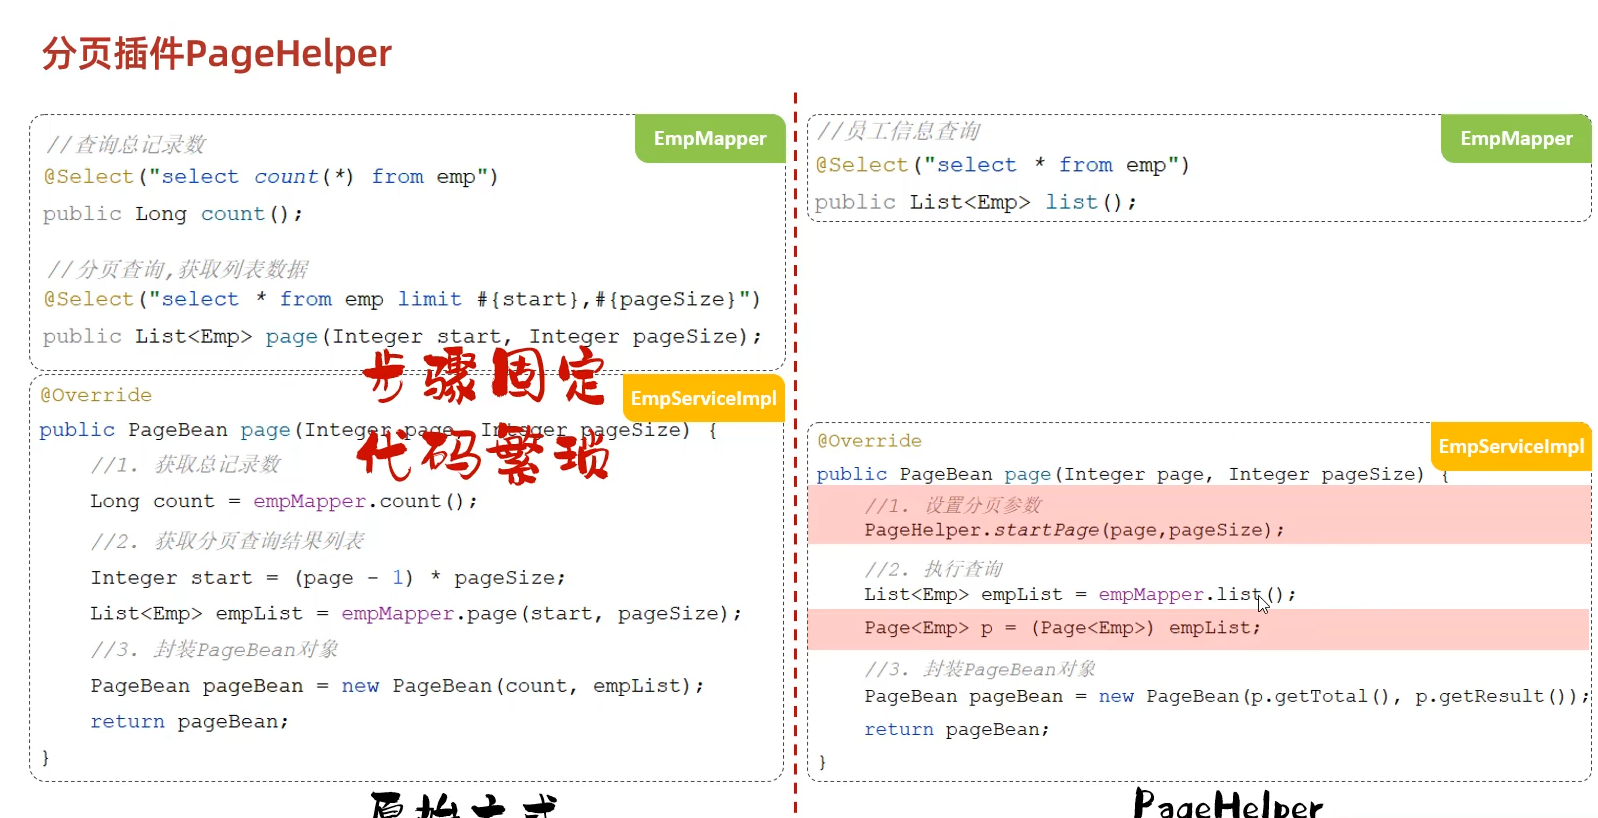 分页插件PageHelper
EmpMapper
//查询总记录数
@Select("select count(*) from emp")
public Long count();
//分页查询,获取列表数据
@Select("select * from emp limit #{start},#{pageSize}")
public List<Emp> page(Integer start, Integer pageSize);
步骤固定
代码繁琐
EmpServiceImpl
@Override
public PageBean page(Integer page, Integer pageSize) {
//1. 获取总记录数
Long count = empMapper.count();
//2. 获取分页查询结果列表
Integer start = (page - 1) * pageSize;
List<Emp> empList = empMapper.page(start, pageSize);
//3. 封装PageBean对象
PageBean pageBean = new PageBean(count, empList);
return pageBean;
}
原始方式
EmpMapper
//员工信息查询
@Select("select * from emp")
public List<Emp> list();
EmpServiceImpl
@Override
public PageBean page(Integer page, Integer pageSize) {
//1. 设置分页参数
PageHelper.startPage(page,pageSize);
//2. 执行查询
List<Emp> empList = empMapper.list();
Page<Emp> p = (Page<Emp>) empList;
//3. 封装PageBean对象
PageBean pageBean = new PageBean(p.getTotal(), p.getResult());
return pageBean;
}
PageHelper